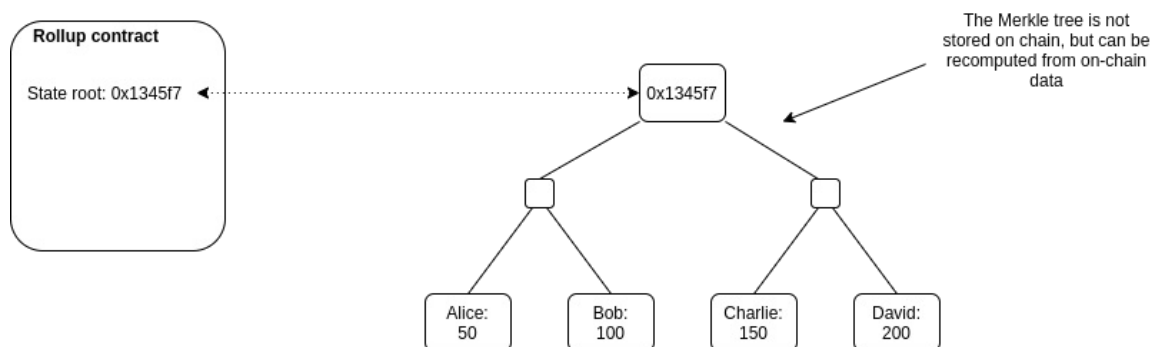 Rollup contract
State root: 0x1345f7
0x1345f7
The Merkle tree is not
stored on chain, but can be
recomputed from on-chain
data
Alice:
50
Bob:
100
Charlie:
150
David:
200